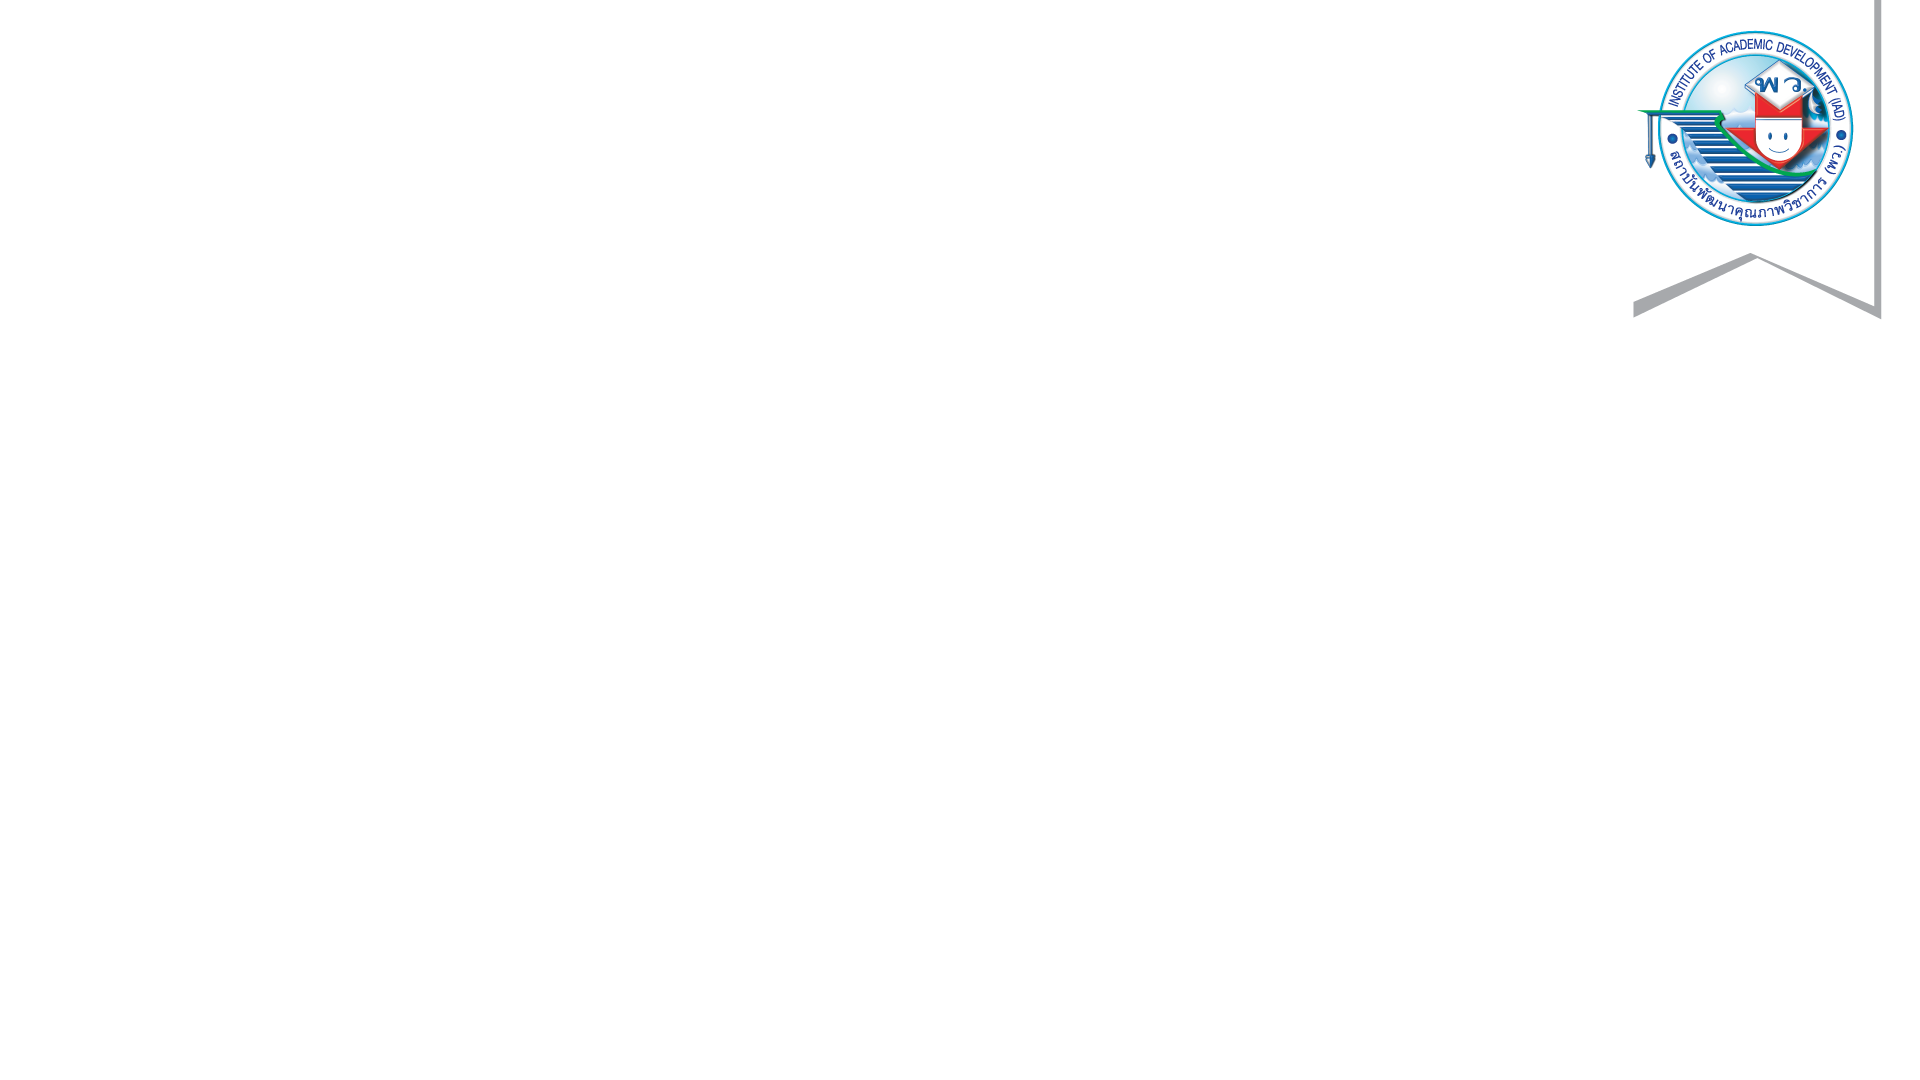 INSTITUTE OF ACADEMIC DEVELOPMENT (IAD)
พว.
สถาบันพัฒนาคุณภาพวิชาการ (พว.)